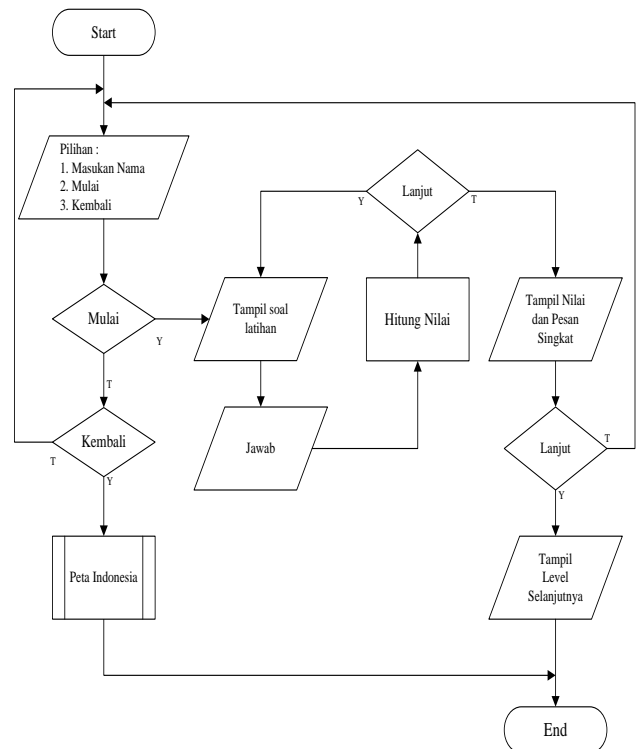 Start
Pilihan :
1. Masukan Nama
2. Mulai
3. Kembali
Mulai
Y
T
Kembali
T
Y
Peta Indonesia
Tampil soal
latihan
Jawab
Hitung Nilai
Lanjut
Y
T
Tampil Nilai
dan Pesan
Singkat
Lanjut
T
Y
Tampil
Level
Selanjutnya
End